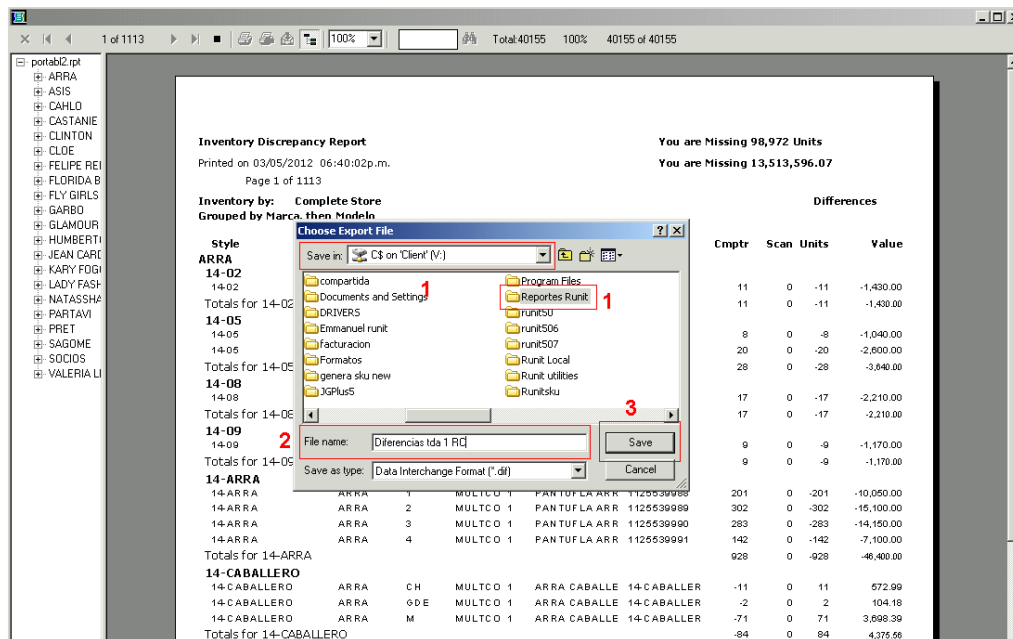 1 of 1113 100% Total:40155 100% 40155 of 40155
portabl2.rpt
ARRA
ASIS
CAHLO
CASTANIE
CLINTON
CLOE
FELIPE REI
FLORIDA B
FLY GIRLS
GARBO
GLAMOUR
HUMBERT
JEAN CARD
KARY FOG
LADY FASH
NATASSHA
PARTAVI
PRET
SAGOME
SOCIOS
VALERIA LI
Inventory Discrepancy Report You are Missing 98,972 Units
Printed on 03/05/2012 06:40:02p.m. You are Missing 13,513,596.07
Page 1 of 1113
Inventory by: Complete Store Differences
Grouped by Marca, then Modelo
Style Cmptr Scan Units Value
ARRA
14-02
14-02 11 0 -11 -1,430.00
Totals for 14-02 11 0 -11 -1,430.00
14-05
14-05 8 0 -8 -1,040.00
14-05 20 0 -20 -2,600.00
Totals for 14-05 28 0 -28 -3,640.00
14-08
14-08 17 0 -17 -2,210.00
Totals for 14-08 17 0 -17 -2,210.00
14-09
14-09 9 0 -9 -1,170.00
Totals for 14-09 9 0 -9 -1,170.00
14-ARRA
14-ARRA ARRA 1 MULTCO 1 PANTUFLA ARR 1125539988 201 0 -201 -10,050.00
14-ARRA ARRA 2 MULTCO 1 PANTUFLA ARR 1125539989 302 0 -302 -15,100.00
14-ARRA ARRA 3 MULTCO 1 PANTUFLA ARR 1125539990 283 0 -283 -14,150.00
14-ARRA ARRA 4 MULTCO 1 PANTUFLA ARR 1125539991 142 0 -142 -7,100.00
Totals for 14-ARRA 928 0 -928 -46,400.00
14-CABALLERO
14-CABALLERO ARRA CH MULTCO 1 ARRA CABALLE 14-CABALLER -11 0 11 572.99
14-CABALLERO ARRA GDE MULTCO 1 ARRA CABALLE 14-CABALLER -2 0 2 104.18
14-CABALLERO ARRA M MULTCO 1 ARRA CABALLE 14-CABALLER -71 0 71 3,698.39
Totals for 14-CABALLERO -84 0 84 4,375.56
Choose Export File
Save in: C$ on 'Client' (V:)
1
compartida Program Files
Documents and Settings Reportes Runit 1
DRIVERS runit50
Emmanuel runit runit506
facturacion runit507
Formatos Runit Local
genera sku new Runit utilities
JGPlus5 Runitsku
2 3
File name: Diferencias tda 1 RC Save
Save as type: Data Interchange Format (*.dif) Cancel